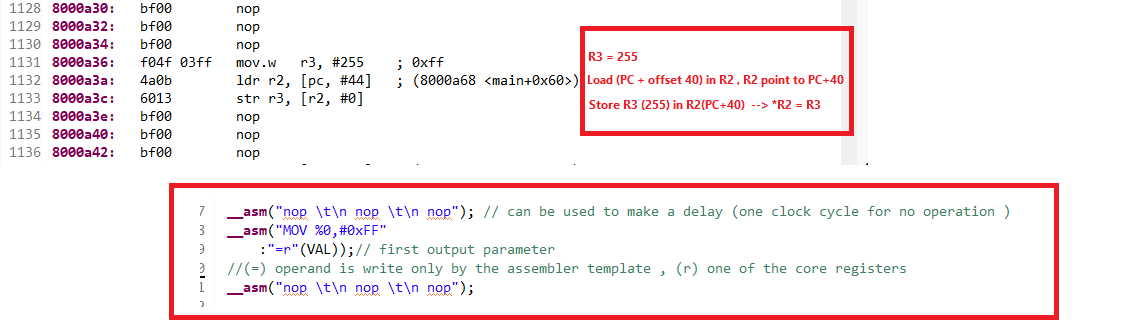 1128 8000a30: bf00 nop
1129 8000a32: bf00 nop
1130 8000a34: bf00 nop
1131 8000a36: f04f 03ff mov.w r3, #255 ; 0xff
1132 8000a3a: 4a0b ldr r2, [pc, #44] ; (8000a68 <main+0x60>)
1133 8000a3c: 6013 str r3, [r2, #0]
1134 8000a3e: bf00 nop
1135 8000a40: bf00 nop
1136 8000a42: bf00 nop
R3 = 255
Load (PC + offset 40) in R2 , R2 point to PC+40
Store R3 (255) in R2(PC+40) --> *R2 = R3
7 __asm("nop \t\n nop \t\n nop"); // can be used to make a delay (one clock cycle for no operation )
__asm("MOV %0,#0xFF"
:"=r"(VAL));// first output parameter
//(=) operand is write only by the assembler template , (r) one of the core registers
__asm("nop \t\n nop \t\n nop");